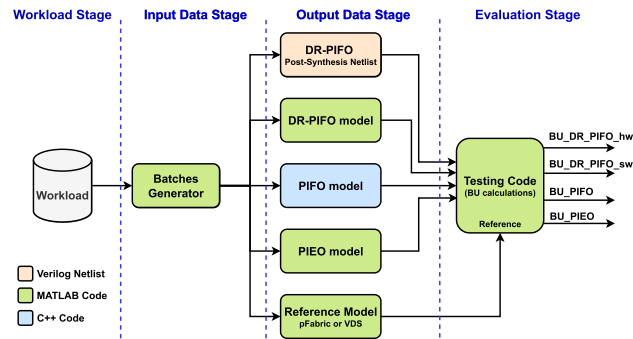 Workload Stage
Input Data Stage
Output Data Stage
Evaluation Stage
DR-PIFO
Post-Synthesis Netlist
DR-PIFO model
BU_DR_PIFO_hw
BU_DR_PIFO_sw
Batches
Generator
PIFO model
Testing Code
(BU calculations)
BU_PIFO
Workload
BU_PIEO
Reference
PIEO model
Verilog Netlist
MATLAB Code
C++ Code
Reference Model
pFabric or VDS